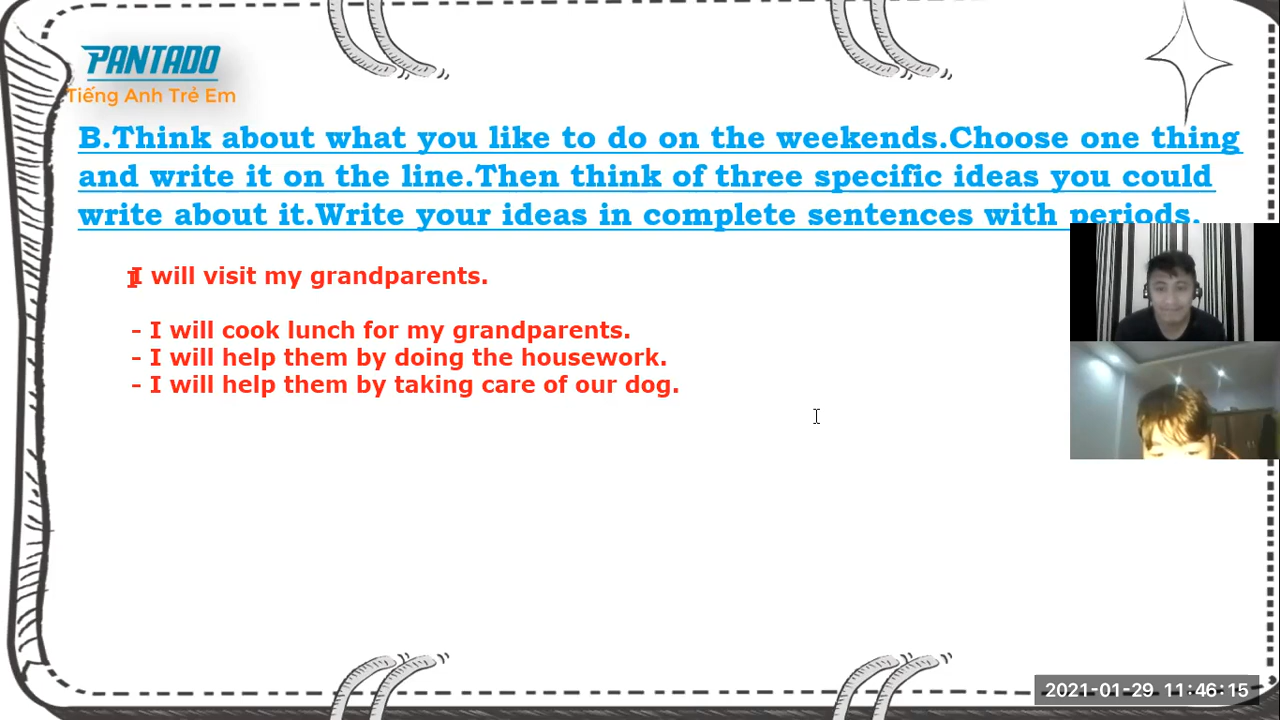 PANTADO
Tiếng Anh Trẻ Em
B.Think about what you like to do on the weekends.Choose one thing
and write it on the line.Then think of three specific ideas you could
write about it.Write your ideas in complete sentences with periods.
I will visit my grandparents.
- I will cook lunch for my grandparents.
- I will help them by doing the housework.
- I will help them by taking care of our dog.
2021-01-29 11:46:15